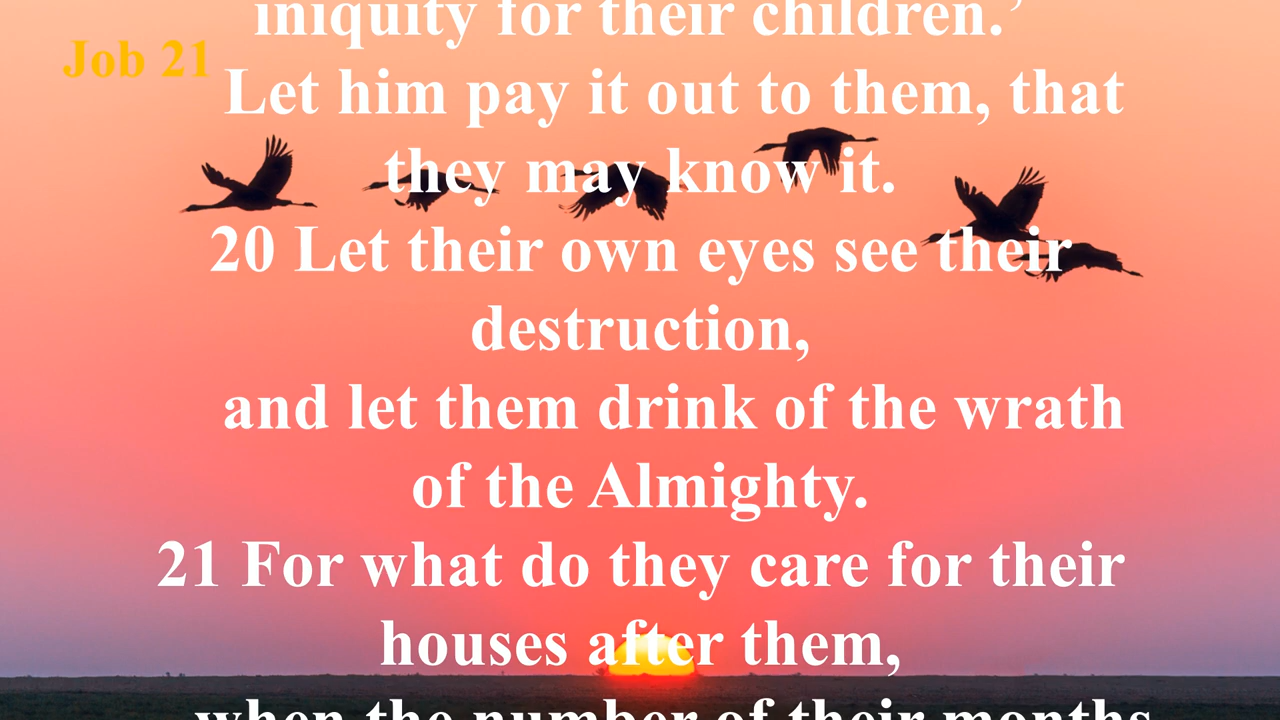 iniquity for their children.’
Job 21
Let him pay it out to them, that
they may know it.
20 Let their own eyes see their
destruction,
and let them drink of the wrath
of the Almighty.
21 For what do they care for their
houses after them,
when the number of their months